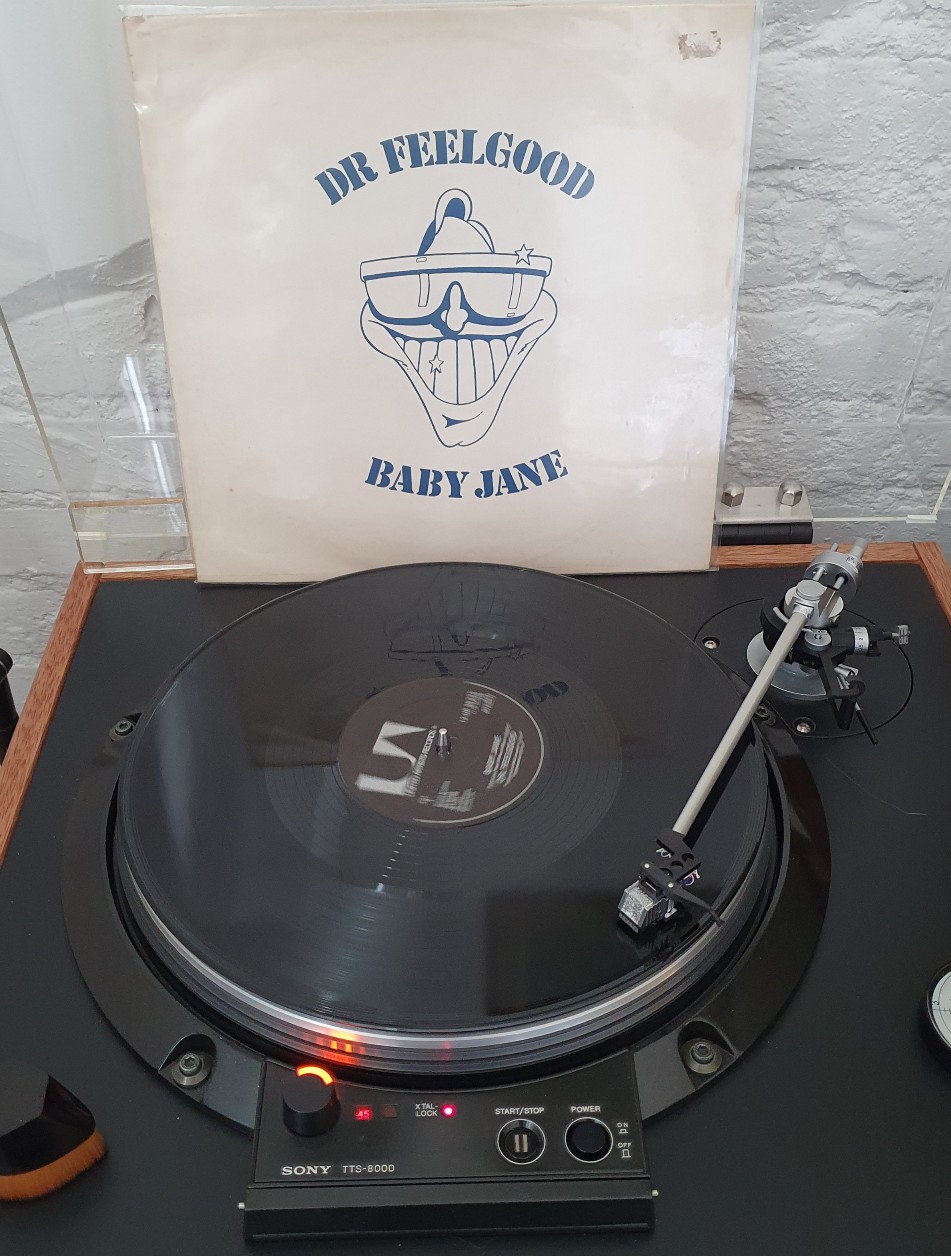 DR FEELGOOD
BABY JANE
45
XTAL-
LOCK
START/STOP
POWER
ON
OFF
SONY TTS-8000